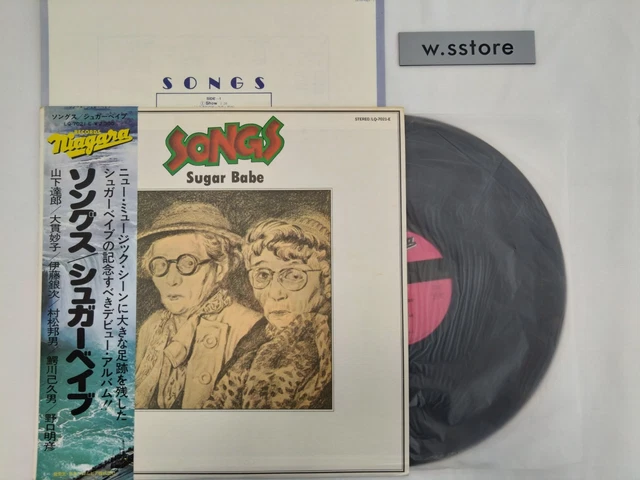 w.sstore
SONGS
SIDE
ソングス/シュガーベイブ
RECORDS
Niagara
ソングス/シュガーベイブ
ニュー・ミュージック・シーンに大きな足跡を残した
シュガーベイブの記念すべきデビュー・アルバム!!
山下達郎 大貫妙子 伊藤銀次 村松邦男 鰐川己久男 野口明彦
STEREO LQ-7021-E
SONGS
Sugar Babe